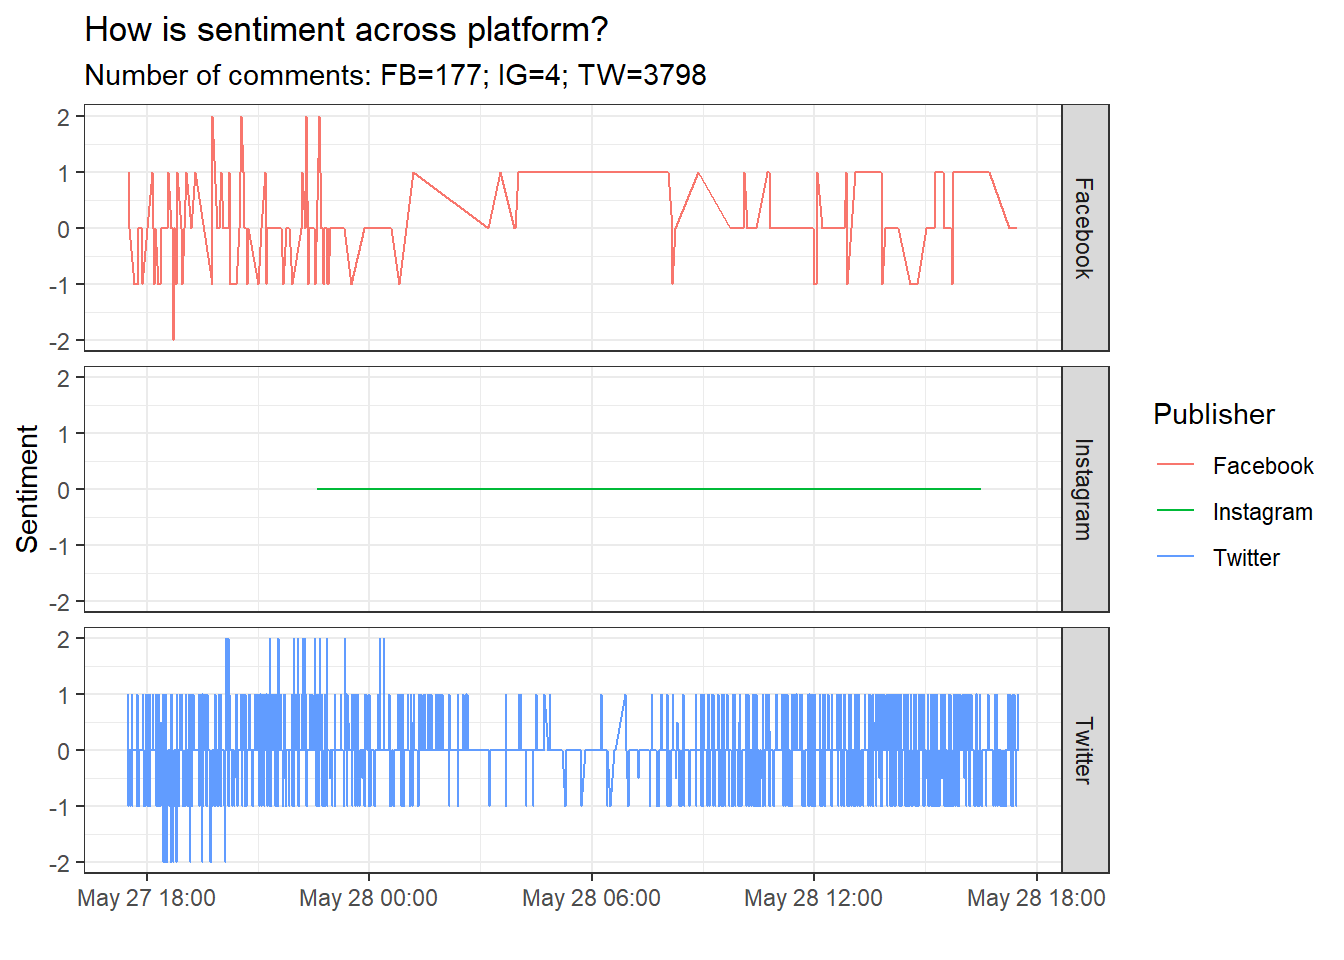 How is sentiment across platform?
Number of comments: FB=177; IG=4; TW=3798
Sentiment
2
1
0
-1
-2
Facebook
2
1
0
-1
-2
Instagram
2
1
0
-1
-2
Twitter
May 27 18:00
May 28 00:00
May 28 06:00
May 28 12:00
May 28 18:00
Publisher
Facebook
Instagram
Twitter